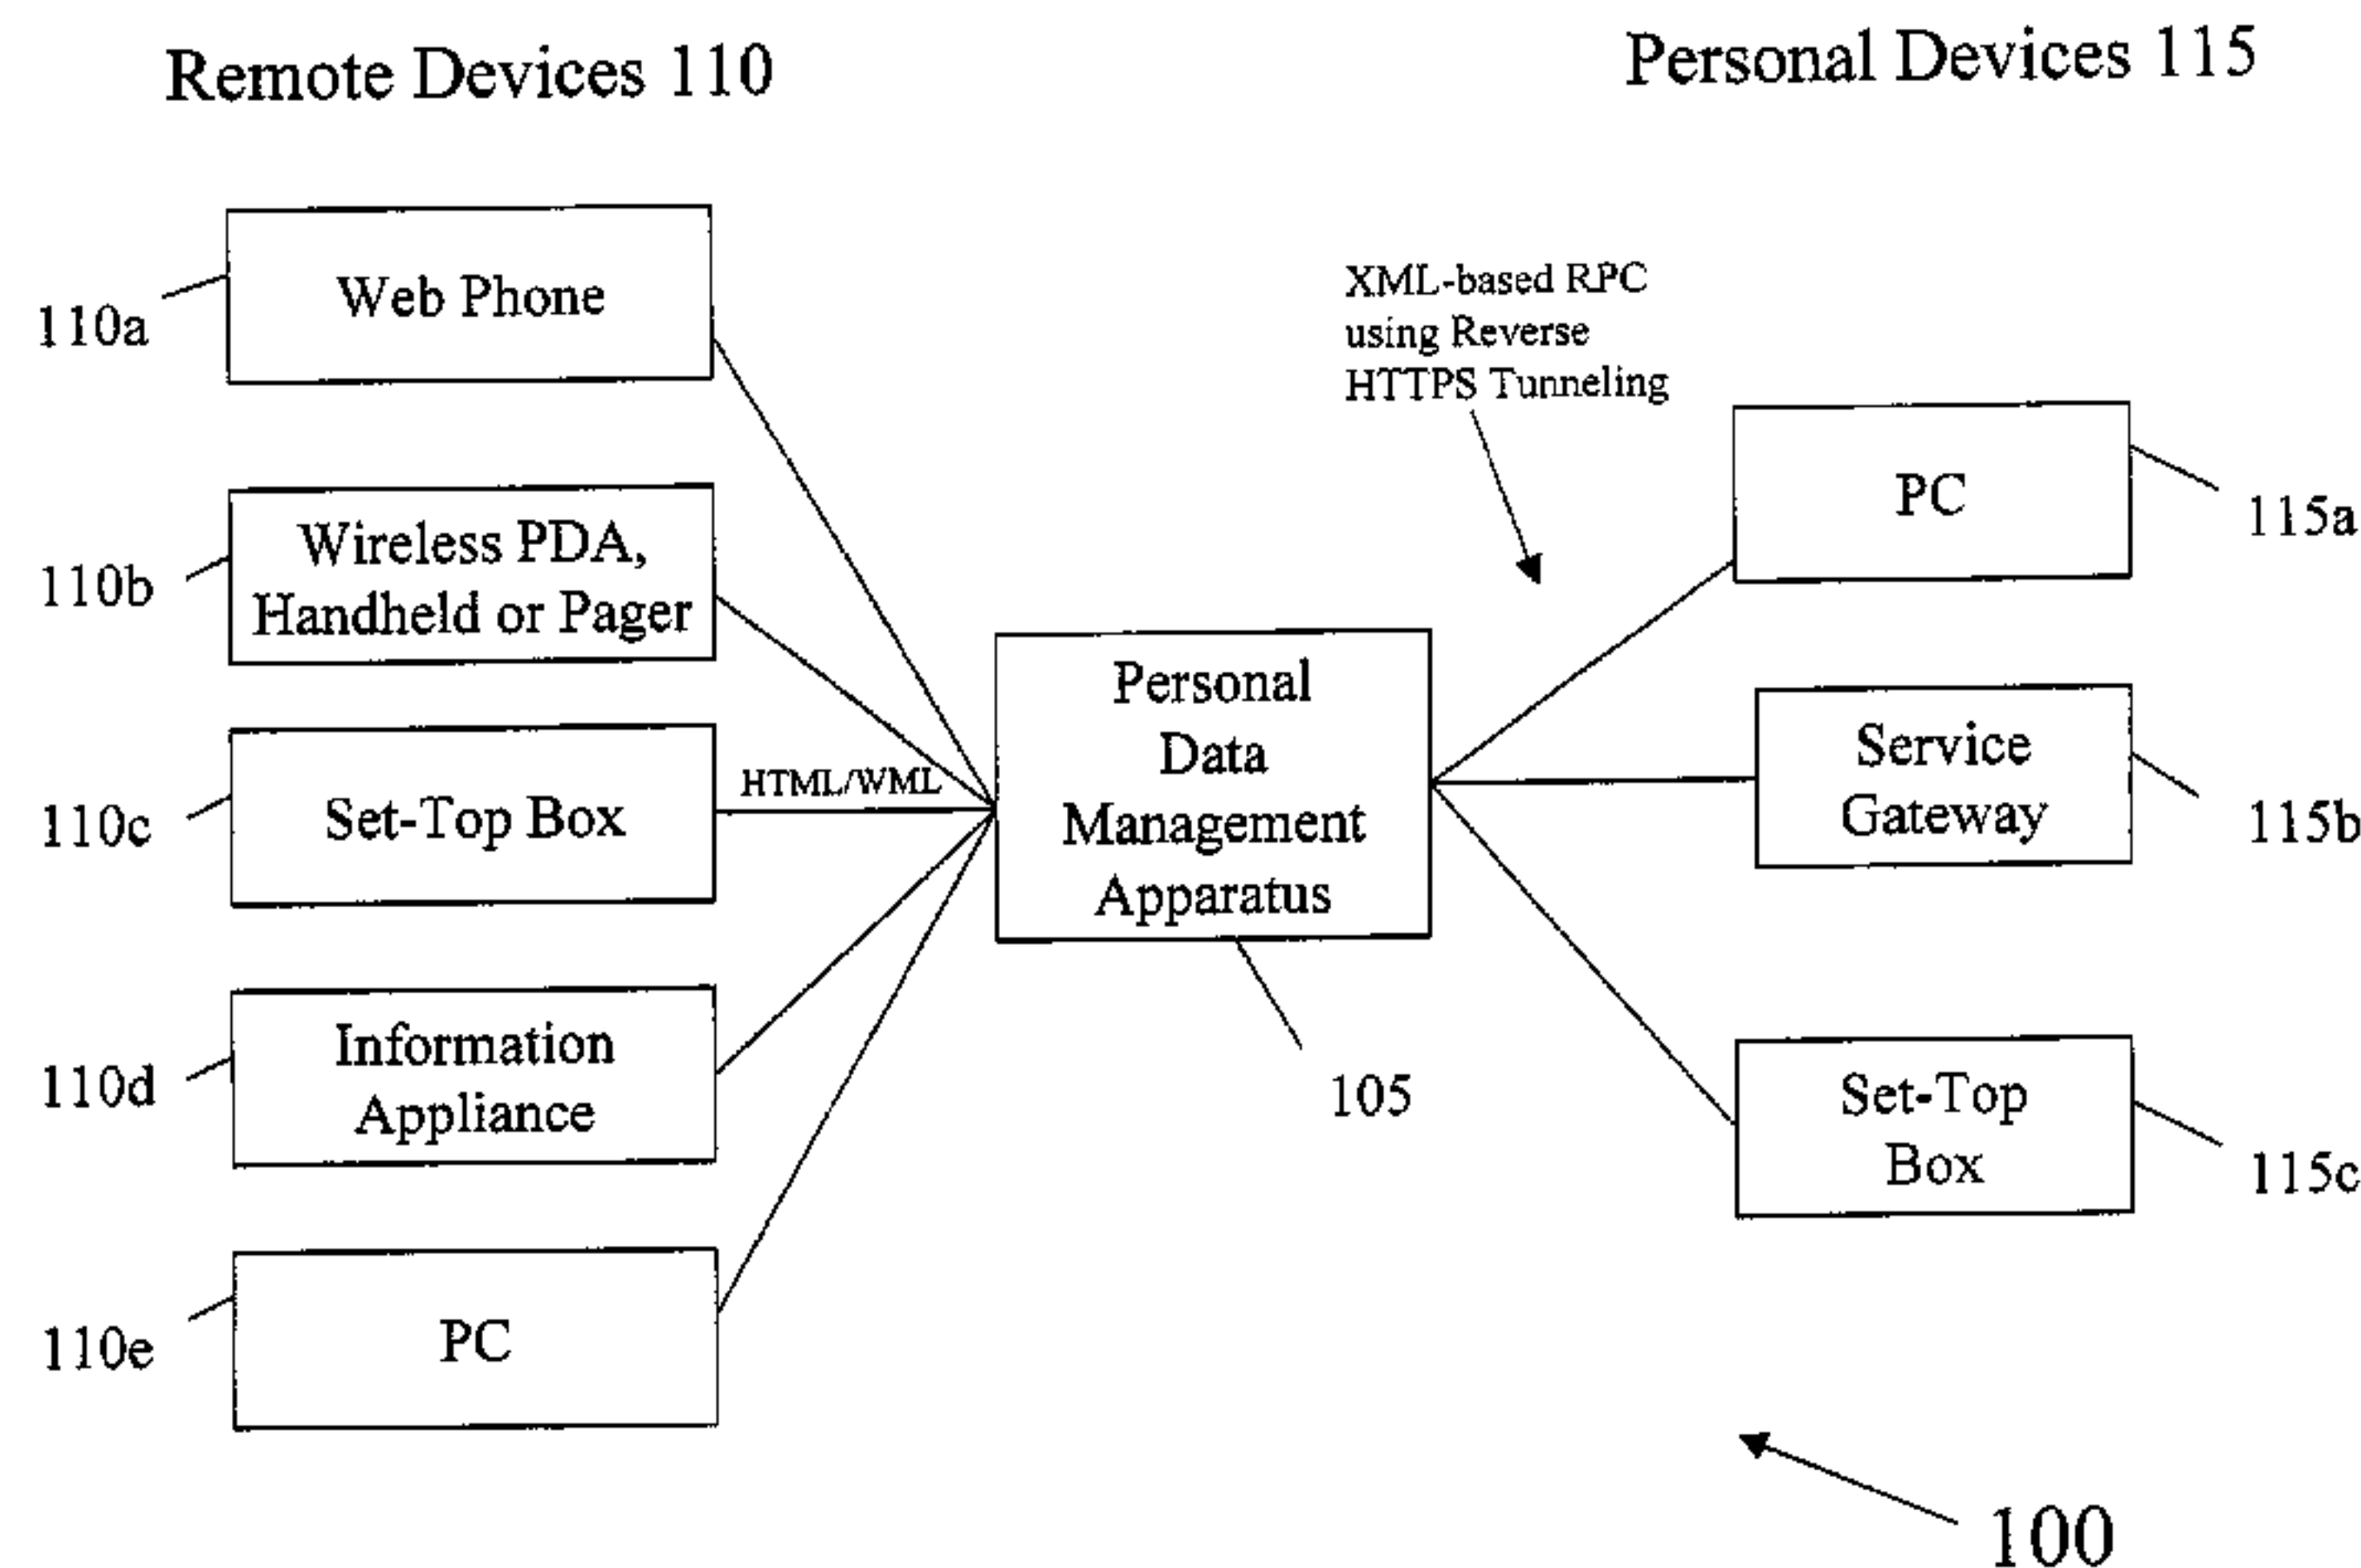 Remote Devices 110
Personal Devices 115
110a
Web Phone
XML-based RPC
using Reverse
HTTPS Tunneling
110b
Wireless PDA,
Handheld or Pager
PC
115a
110c
Set-Top Box
HTML/WML
Personal
Data
Management
Apparatus
105
Service
Gateway
115b
110d
Information
Appliance
Set-Top
Box
115c
110e
PC
100